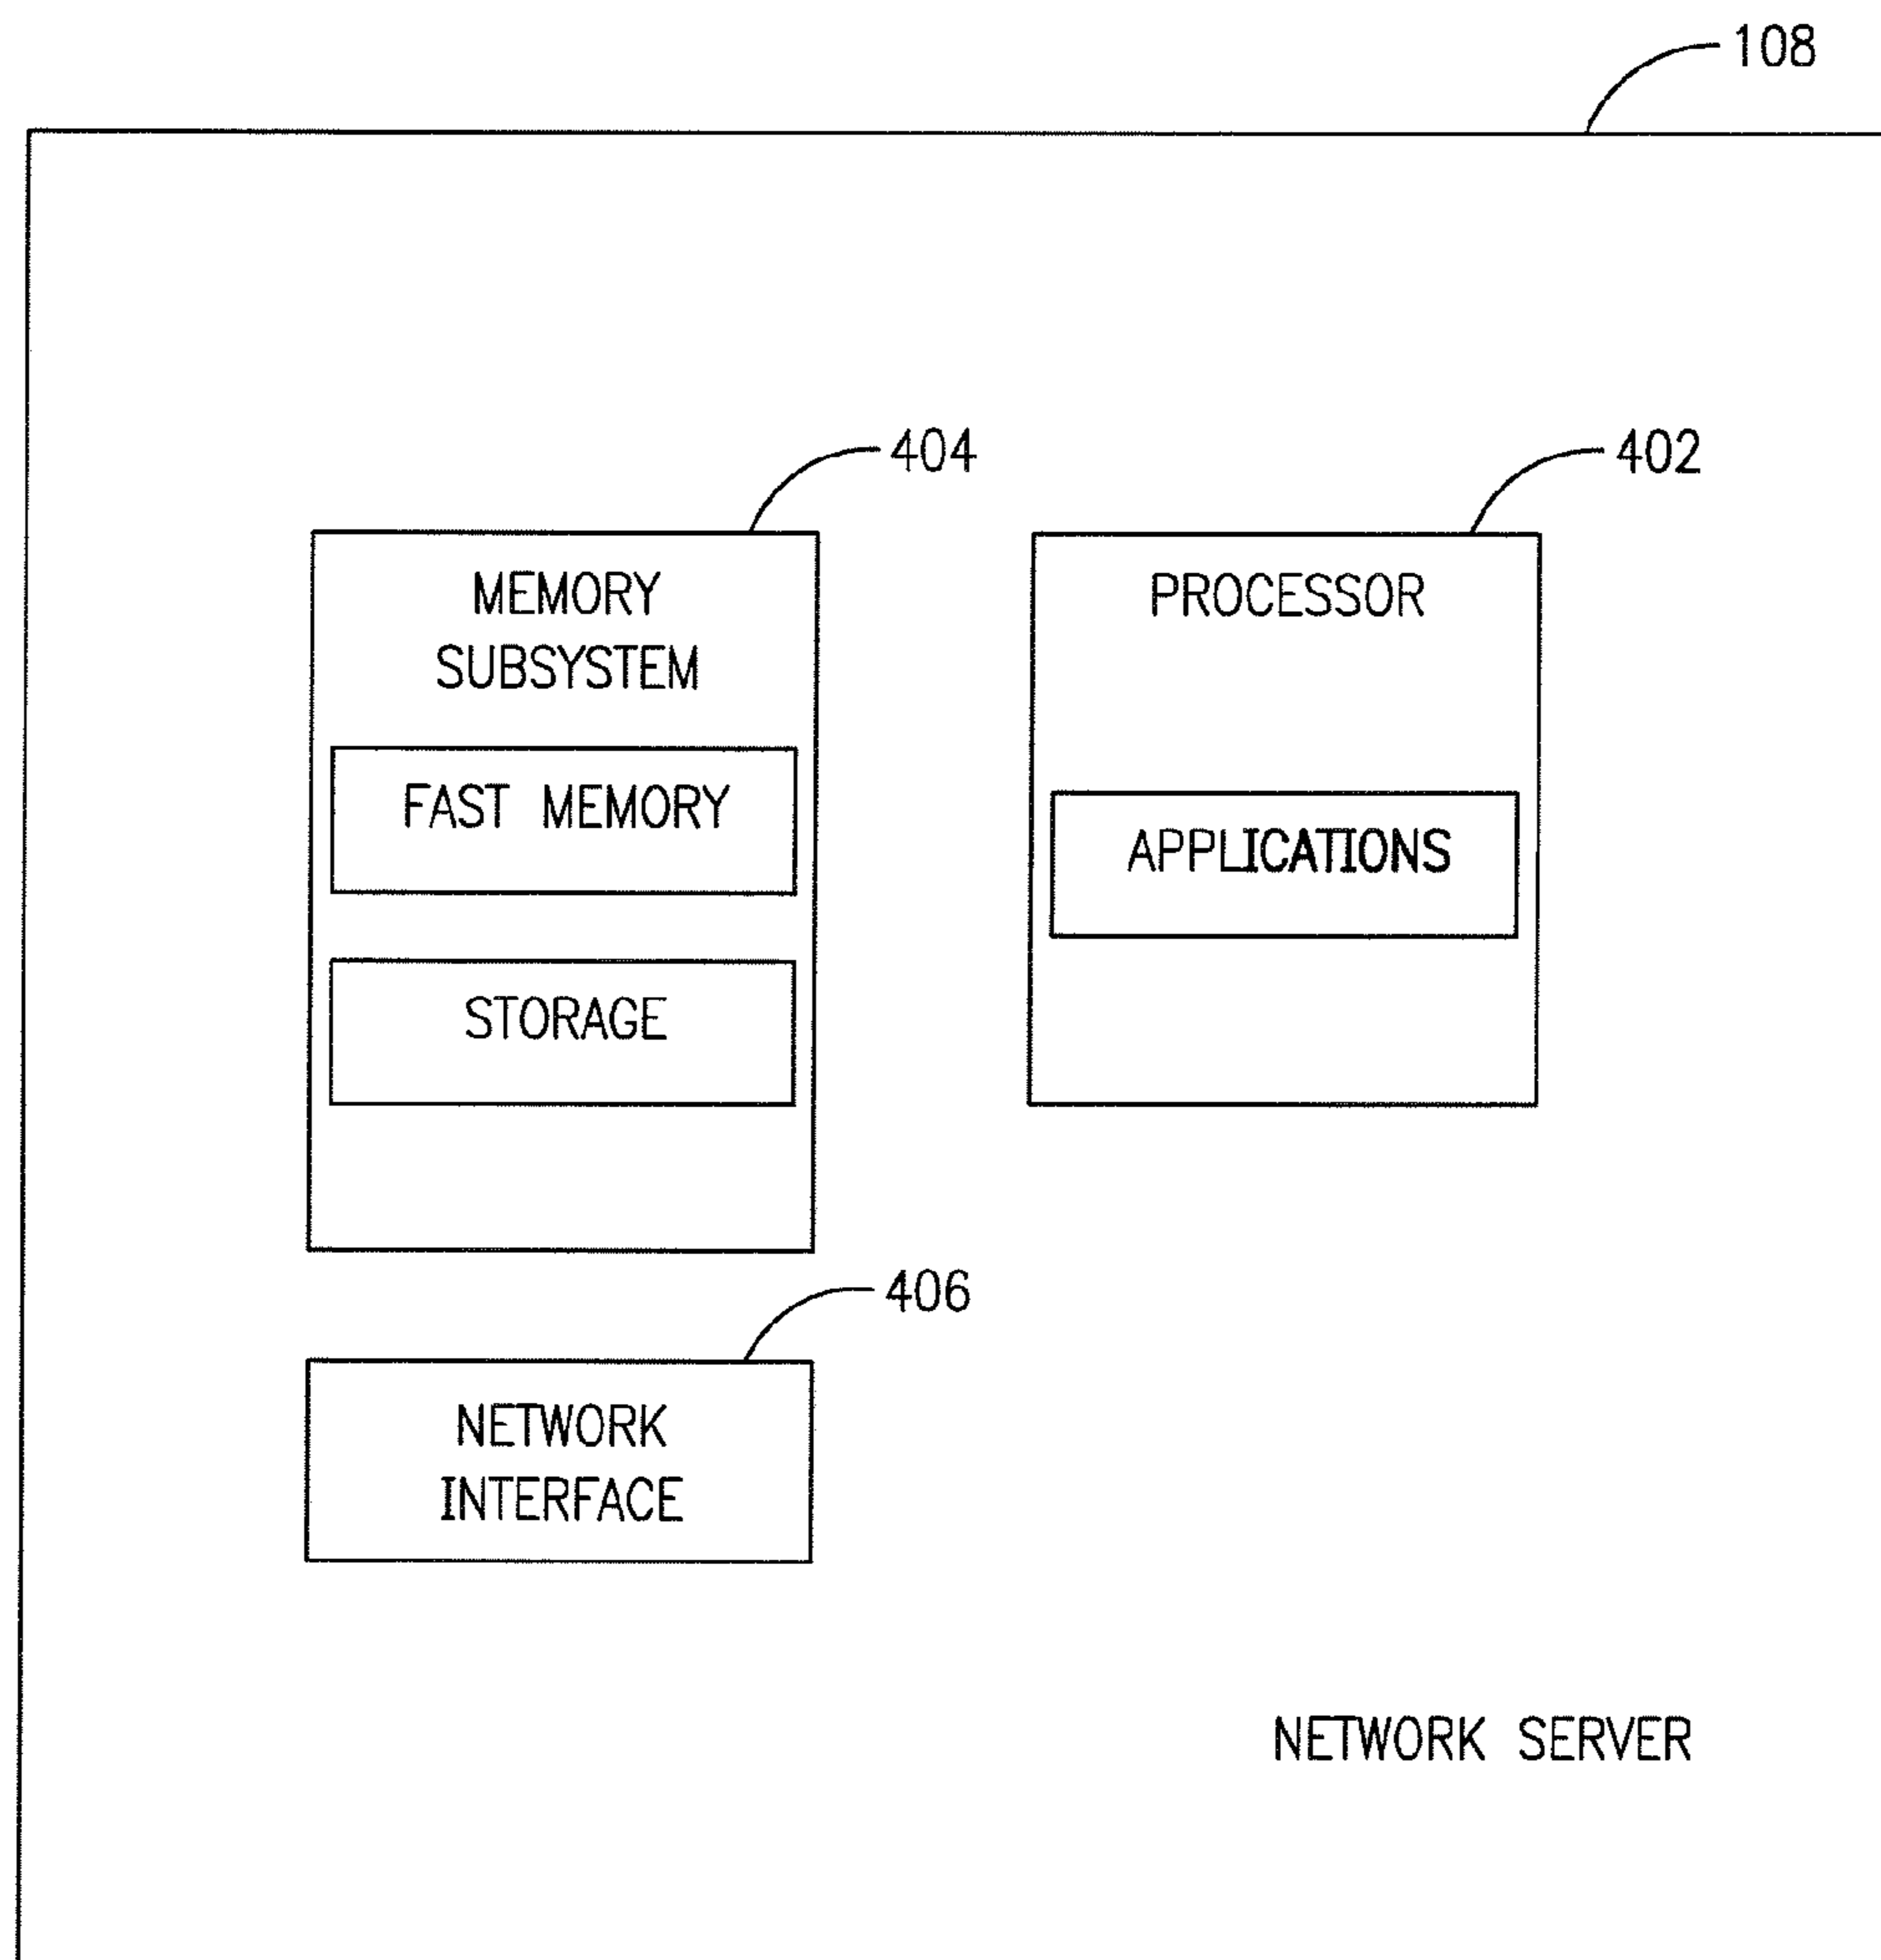 108
404
402
MEMORY
SUBSYSTEM
PROCESSOR
FAST MEMORY
APPLICATIONS
STORAGE
406
NETWORK
INTERFACE
NETWORK SERVER